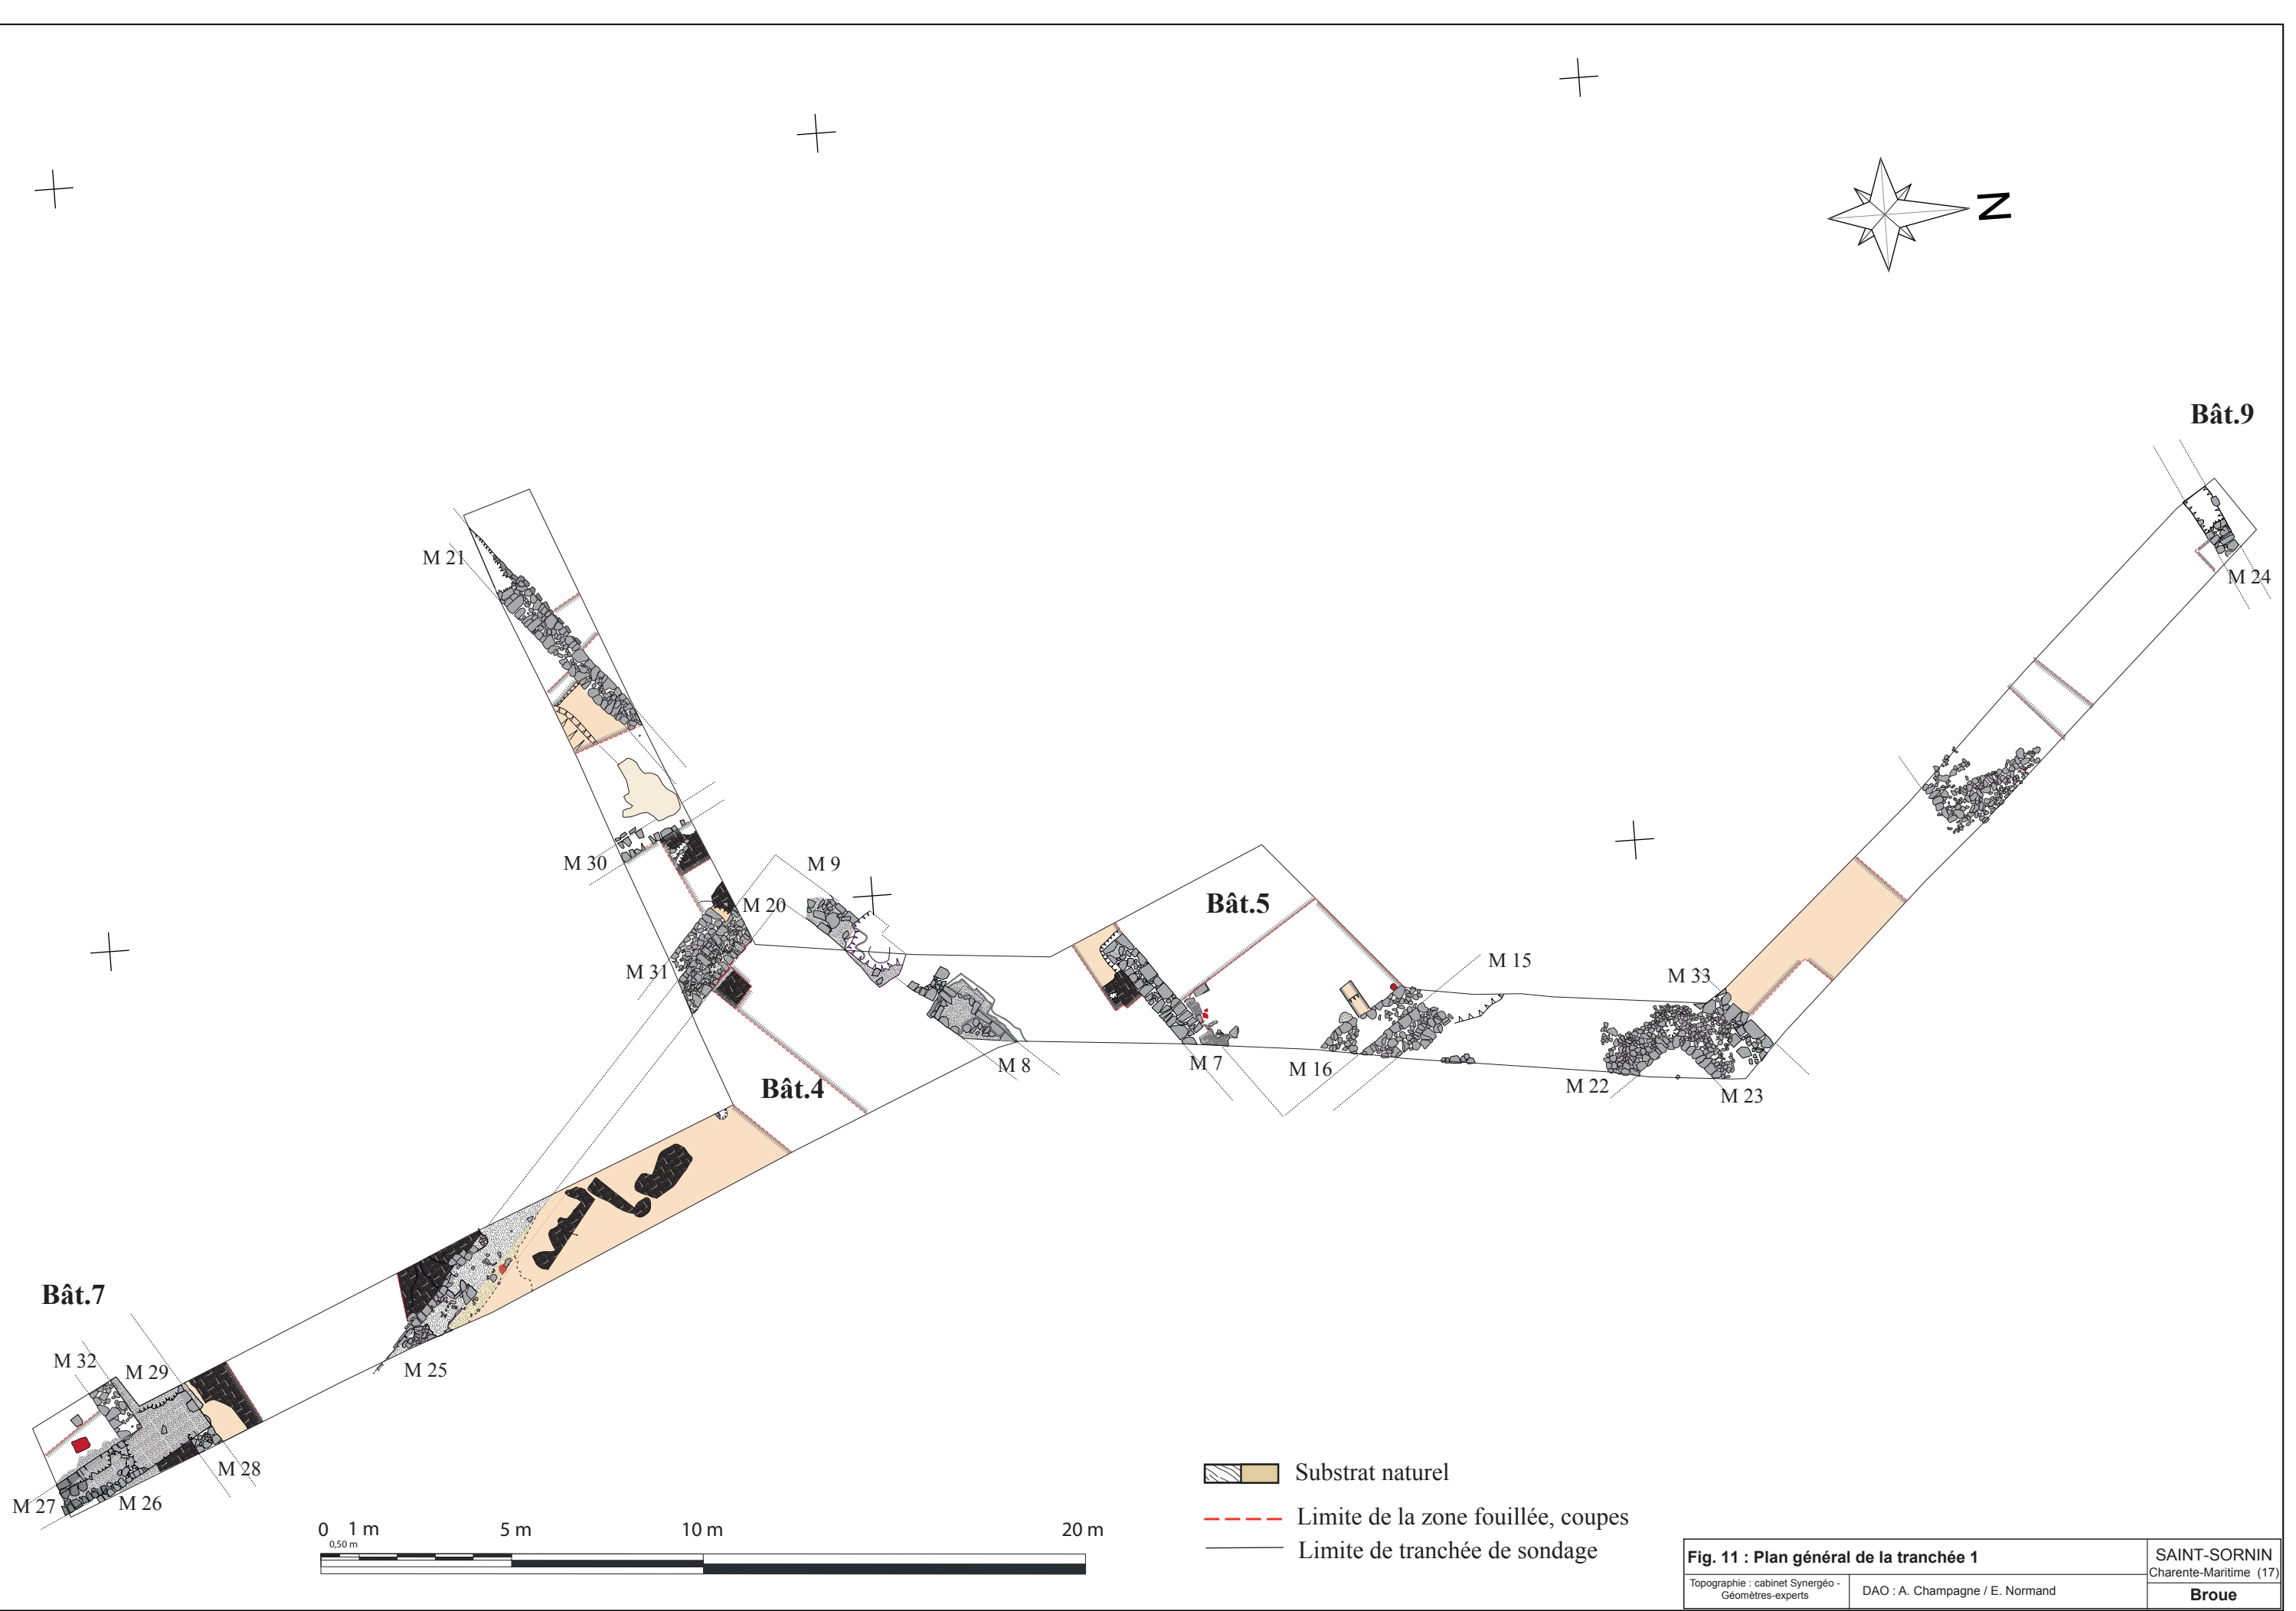 N
Bât.9
M 21
M 24
M 9
M 30
M 20
Bât.5
M 31
M 15
M 33
M 8
M 7
M 16
M 22
M 23
Bât.4
Bât.7
M 32
M 29
M 25
M 28
M 27
M 26
Substrat naturel
Limite de la zone fouillée, coupes
Limite de tranchée de sondage
0 1 m 5 m 10 m 20 m
0,50 m
Fig. 11 : Plan général de la tranchée 1
Topographie : cabinet Synergéo -
Géomètres-experts
DAO : A. Champagne / E. Normand
SAINT-SORNIN
Charente-Maritime (17)
Broue